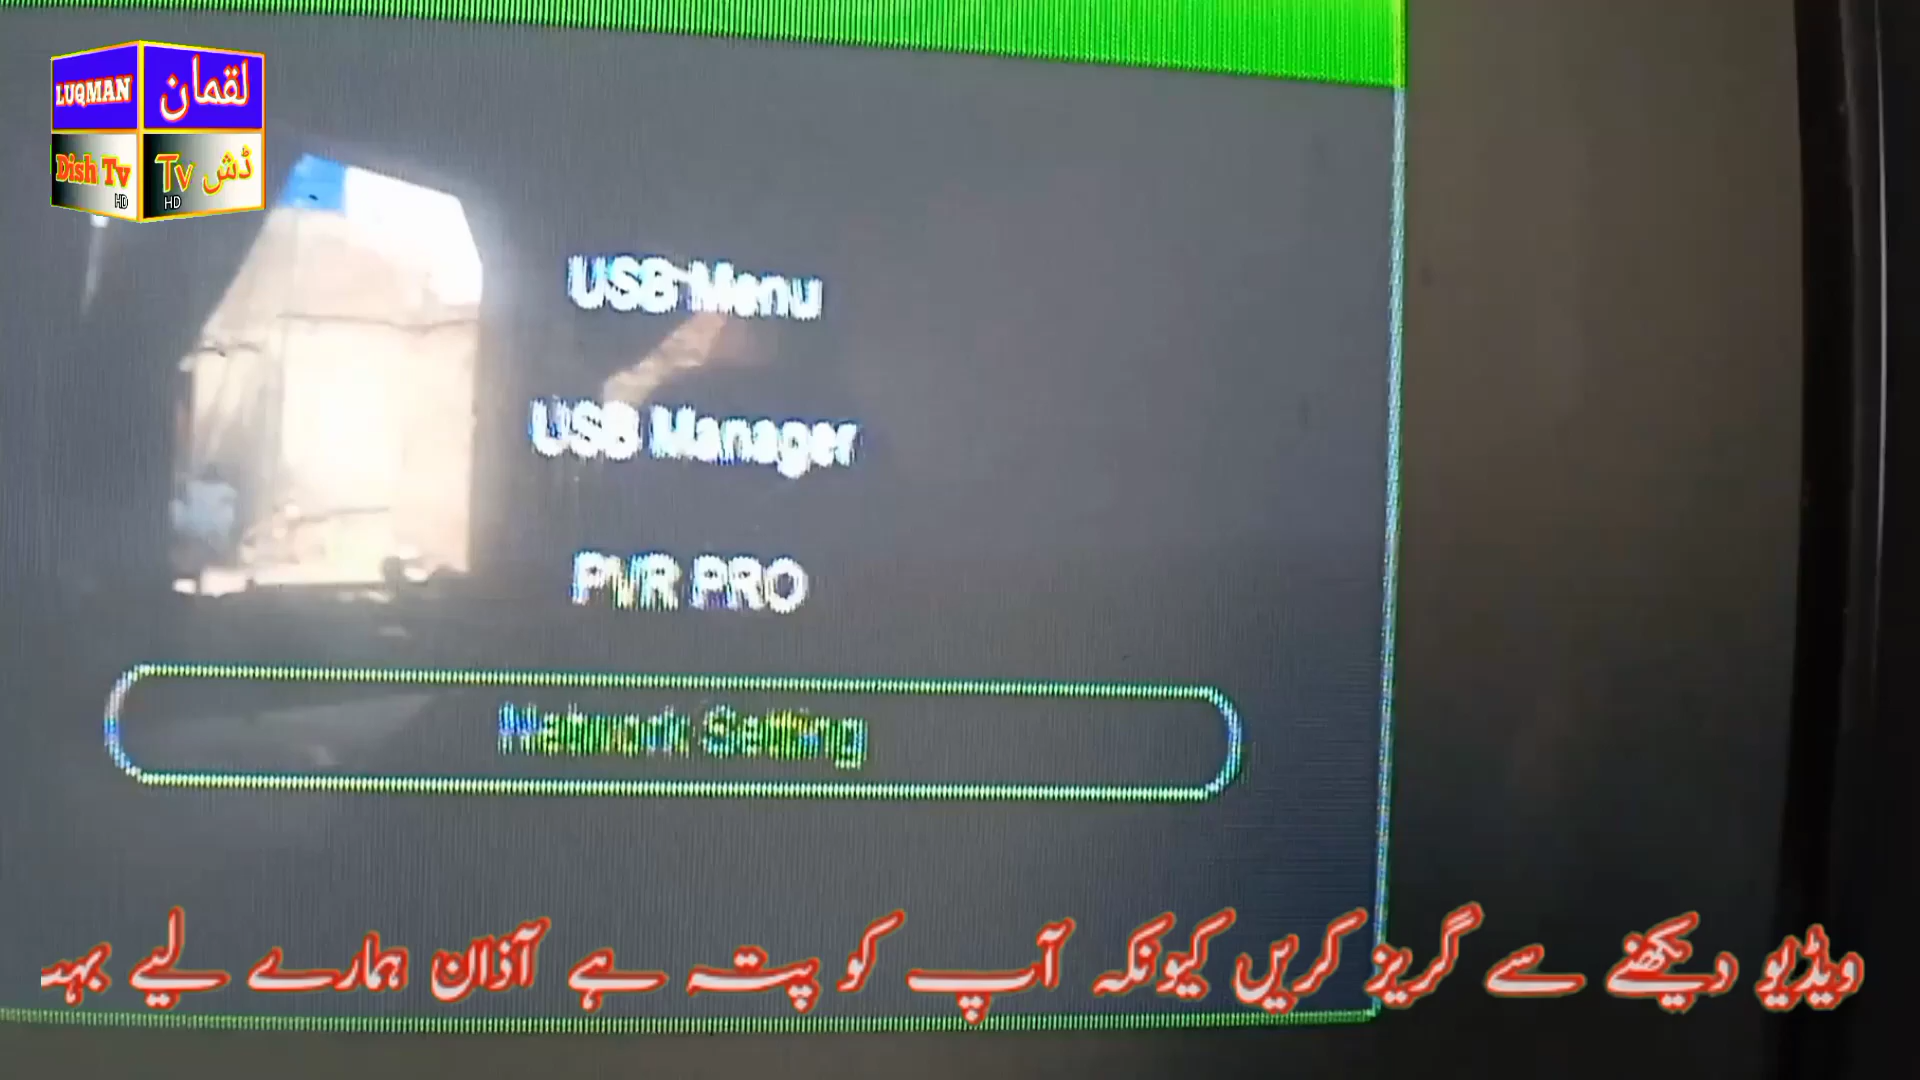 LUQMAN لقمان
Dish Tv ڈش Tv
HD HD
USB Menu
USB Manager
PVR PRO
Network Setting
ویڈیو دیکھنے سے گریز کریں کیونکہ آپ کو پتہ ہے آذان ہمارے لیے بہت